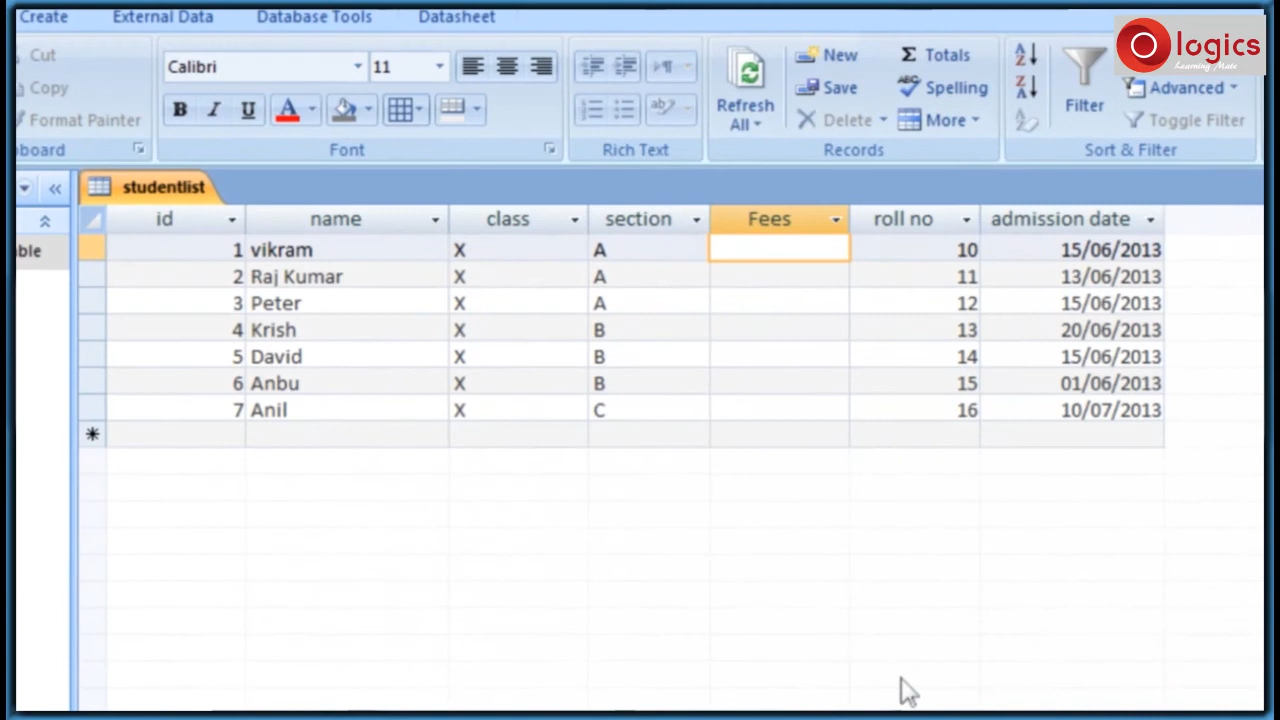 Create External Data Database Tools Datasheet
Ologics
Learning Mate
Cut
Copy
Format Painter
board
Calibri 11
B I U A
Font
Rich Text
Refresh
All
New
Save
Delete
Totals
Spelling
More
Records
Filter
Advanced
Toggle Filter
Sort & Filter
studentlist
ble
id name class section Fees roll no admission date
1 vikram X A 10 15/06/2013
2 Raj Kumar X A 11 13/06/2013
3 Peter X A 12 15/06/2013
4 Krish X B 13 20/06/2013
5 David X B 14 15/06/2013
6 Anbu X B 15 01/06/2013
7 Anil X C 16 10/07/2013